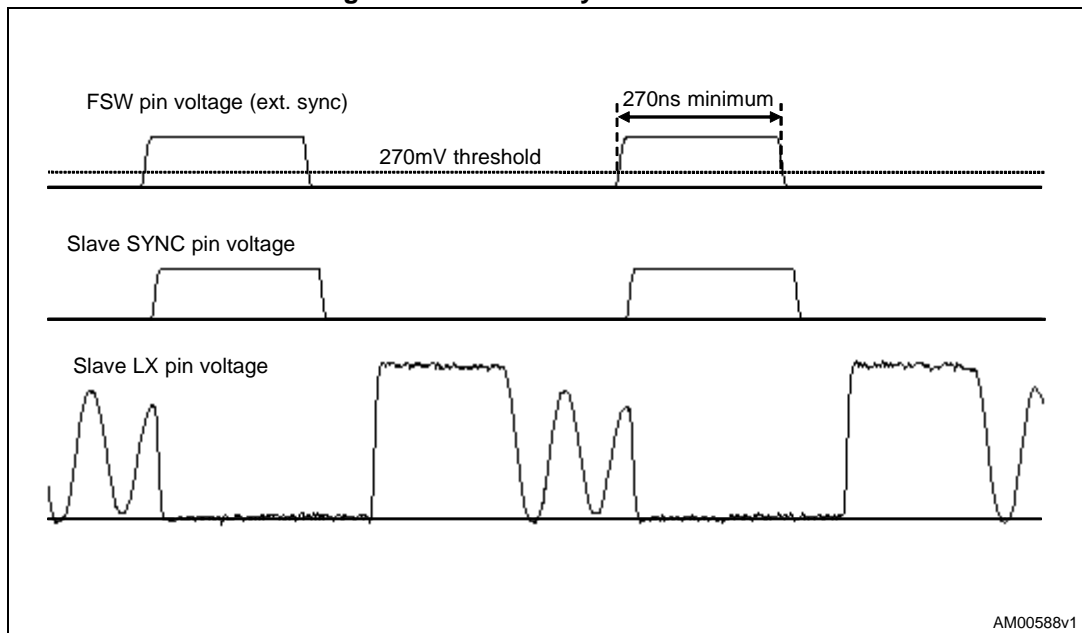 FSW pin voltage (ext. sync)
270ns minimum
270mV threshold
Slave SYNC pin voltage
Slave LX pin voltage
AM00588v1